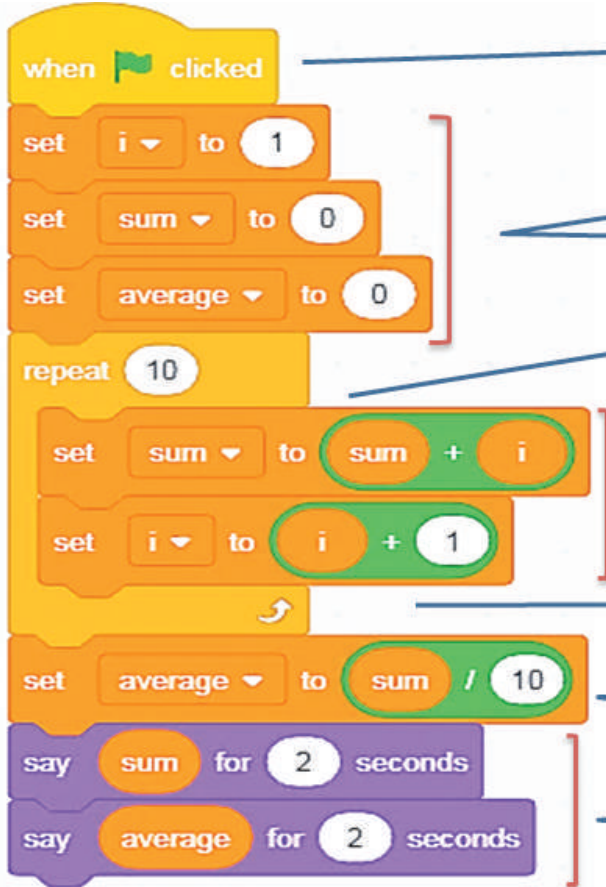 when clicked
set i to 1
set sum to 0
set average to 0
repeat 10
set sum to sum + i
set i to i + 1
set average to sum / 10
say sum for 2 seconds
say average for 2 seconds